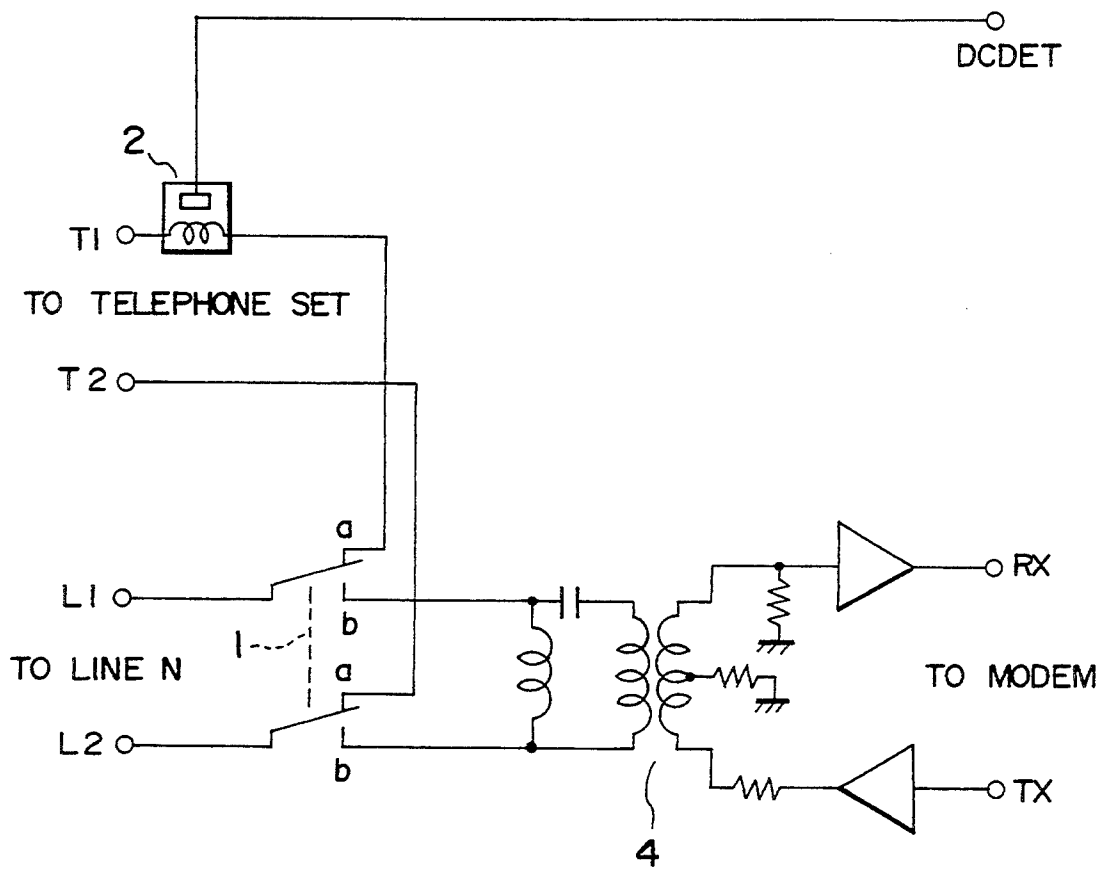 DCDET
2
T1
TO TELEPHONE SET
T2
a
L1
b
RX
1
a
TO LINE N
TO MODEM
L2
b
TX
4